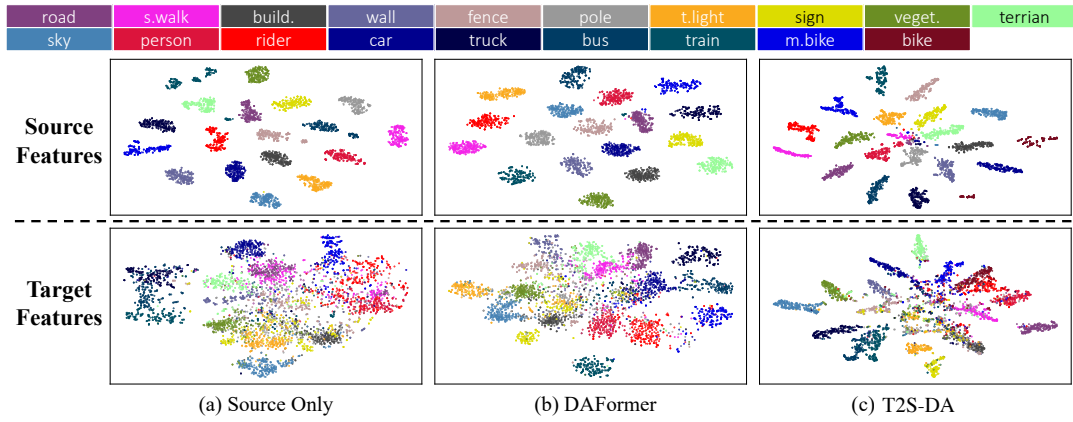 road s.walk build. wall fence pole t.light sign veget. terrian
sky person rider car truck bus train m.bike bike
Source
Features
Target
Features
(a) Source Only (b) DAFormer (c) T2S-DA